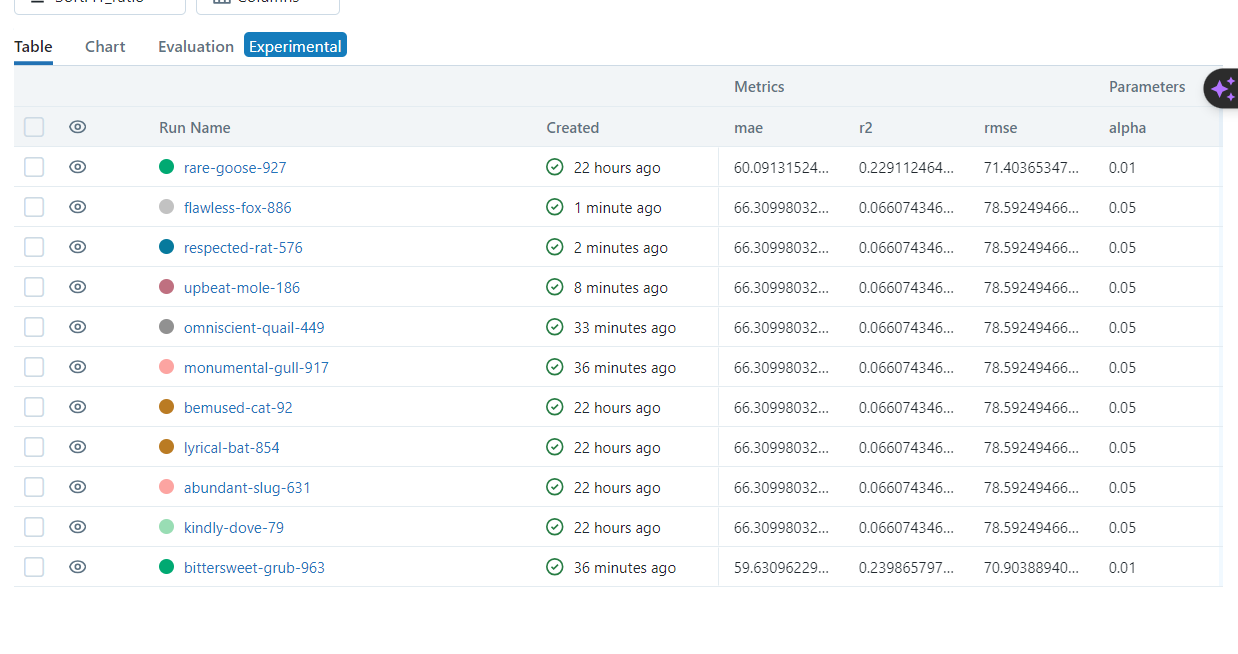 Sort: l1_ratio Columns
Table Chart Evaluation Experimental
Metrics Parameters
Run Name Created mae r2 rmse alpha
rare-goose-927 22 hours ago 60.09131524... 0.229112464... 71.40365347... 0.01
flawless-fox-886 1 minute ago 66.30998032... 0.066074346... 78.59249466... 0.05
respected-rat-576 2 minutes ago 66.30998032... 0.066074346... 78.59249466... 0.05
upbeat-mole-186 8 minutes ago 66.30998032... 0.066074346... 78.59249466... 0.05
omniscient-quail-449 33 minutes ago 66.30998032... 0.066074346... 78.59249466... 0.05
monumental-gull-917 36 minutes ago 66.30998032... 0.066074346... 78.59249466... 0.05
bemused-cat-92 22 hours ago 66.30998032... 0.066074346... 78.59249466... 0.05
lyrical-bat-854 22 hours ago 66.30998032... 0.066074346... 78.59249466... 0.05
abundant-slug-631 22 hours ago 66.30998032... 0.066074346... 78.59249466... 0.05
kindly-dove-79 22 hours ago 66.30998032... 0.066074346... 78.59249466... 0.05
bittersweet-grub-963 36 minutes ago 59.63096229... 0.239865797... 70.90388940... 0.01